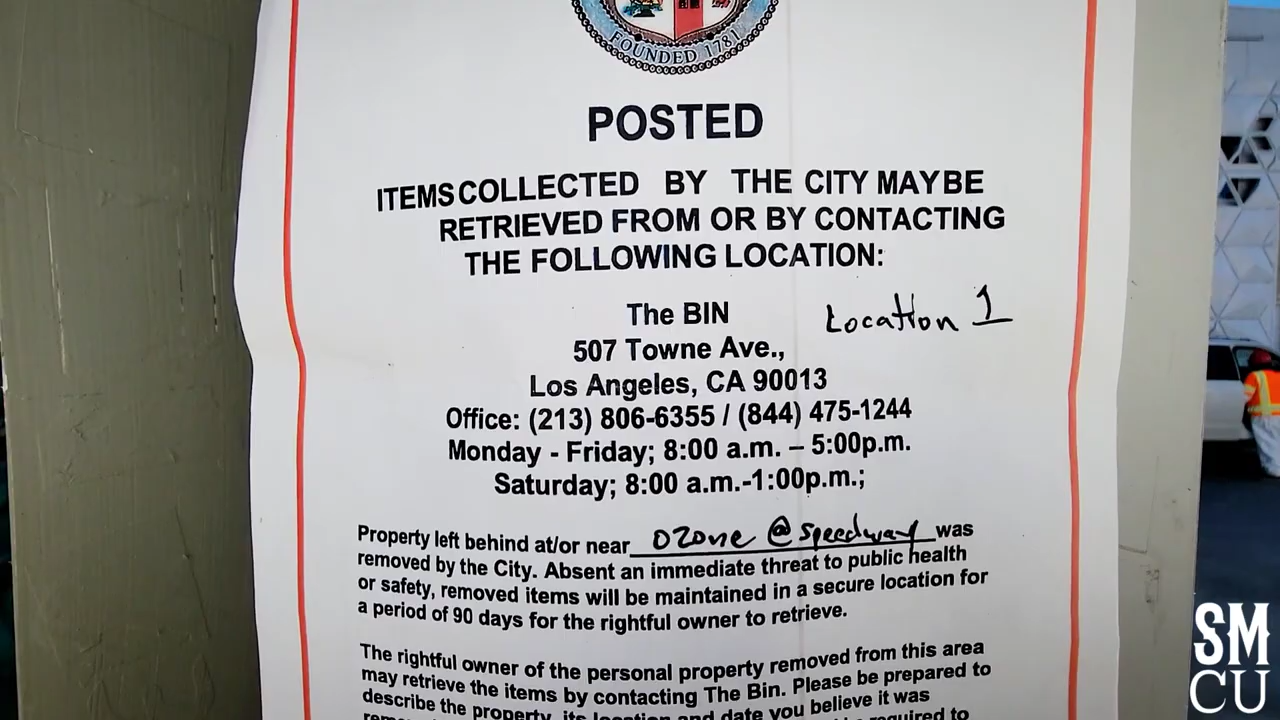 FOUNDED 1781
POSTED
ITEMS COLLECTED BY THE CITY MAY BE
RETRIEVED FROM OR BY CONTACTING
THE FOLLOWING LOCATION:
The BIN
Location 1
507 Towne Ave.,
Los Angeles, CA 90013
Office: (213) 806-6355 / (844) 475-1244
Monday - Friday; 8:00 a.m. – 5:00p.m.
Saturday; 8:00 a.m.-1:00p.m.;
Property left behind at/or near Ozone @ speedway was
removed by the City. Absent an immediate threat to public health
or safety, removed items will be maintained in a secure location for
a period of 90 days for the rightful owner to retrieve.
The rightful owner of the personal property removed from this area
may retrieve the items by contacting The Bin. Please be prepared to
describe the property, its location and date you believe it was
required to
SM
CU